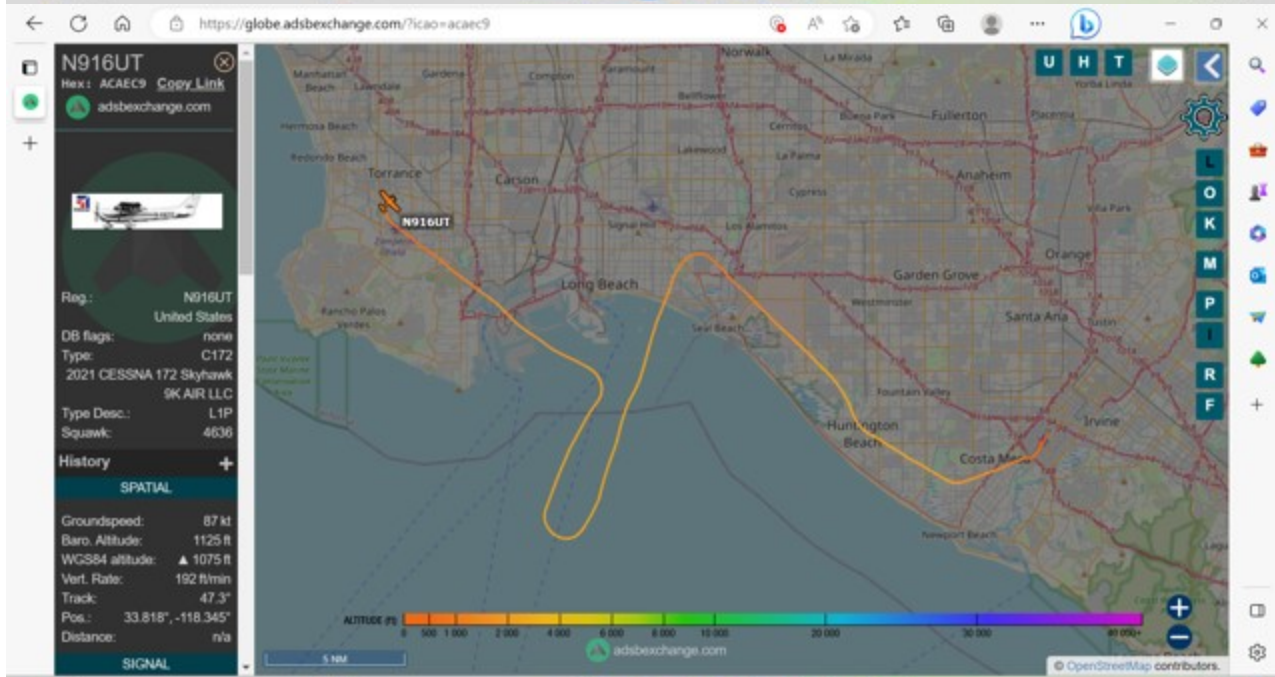 https://globe.adsbexchange.com/?icao=acaec9
N916UT
Hex: ACAEC9 Copy Link
adsbexchange.com
Reg.: N916UT
United States
DB flags: none
Type: C172
2021 CESSNA 172 Skyhawk
9K AIR LLC
Type Desc.: L1P
Squawk: 4636
History +
SPATIAL
Groundspeed: 87 kt
Baro. Altitude: 1125 ft
WGS84 altitude: ▲ 1075 ft
Vert. Rate: 192 ft/min
Track: 47.3°
Pos.: 33.818°, -118.345°
Distance: n/a
SIGNAL
U H T
L
O
K
M
P
I
R
F
Norwalk
La Mirada
Yorba Linda
Manhattan Beach
Gardena
Compton
Paramount
Lawndale
Bellflower
Buena Park
Fullerton
Placentia
Hermosa Beach
Cerritos
Redondo Beach
Lakewood
La Palma
Torrance
Carson
Anaheim
Cypress
Villa Park
N916UT
Signal Hill
Los Alamitos
Orange
Long Beach
Garden Grove
Rancho Palos Verdes
Westminster
Seal Beach
Santa Ana
Tustin
Fountain Valley
Huntington Beach
Irvine
Costa Mesa
Newport Beach
ALTITUDE (ft)
0 500 1 000 2 000 4 000 6 000 8 000 10 000 20 000 30 000 40 000+
adsbexchange.com
5 NM
© OpenStreetMap contributors.